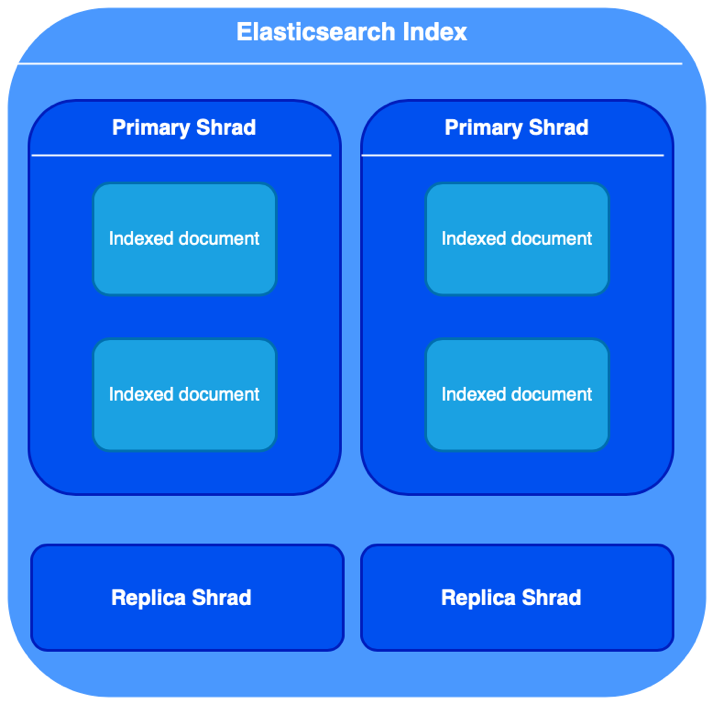 Elasticsearch Index
Primary Shrad
Primary Shrad
Indexed document
Indexed document
Indexed document
Indexed document
Replica Shrad
Replica Shrad